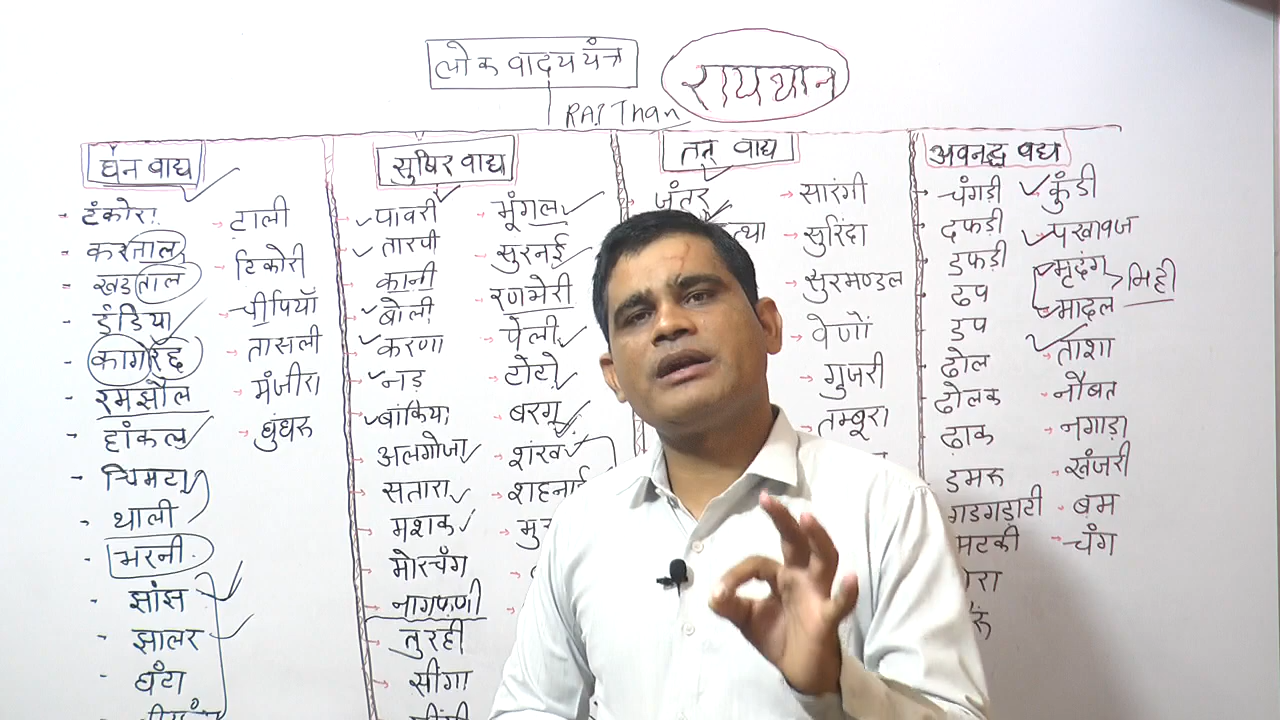 लोक वाद्य यंत्र
राययान
RAJThan
घन वाद्य
टंकोरा
करताल
खड़ताल
इंडिया
कागरैछ
रमझौल
हांकल
चिमटा
थाली
भरनी
झांझ
झालर
घंटा
टाली
टिकोरी
चीपियाँ
तासली
मंजीरा
घुंघरू
सुषिर वाद्य
पावरी
तारपी
कानी
बोली
करणा
नड़
बांकिया
अलगोजा
सतारा
मशक
मोरचंग
नागफणी
तुरही
सींगा
भूंगल
सुरनई
रणभेरी
पेली
टोटो
बरगू
शंख
शहनाई
तत् वाद्य
जंतर
सारंगी
सुरिंदा
सुरमण्डल
वेणों
गुजरी
तम्बूरा
अवनद्ध वद्य
चंगड़ी
दफड़ी
डफड़ी
ढप
डप
ढोल
ढोलक
ढ़ाक
डमरू
गडगड़ाटी
मटकी
कुंडी
पखावज
मृदंग
मादल
मिट्टी
ताशा
नौबत
नगाड़ा
खंजरी
बम
चंग